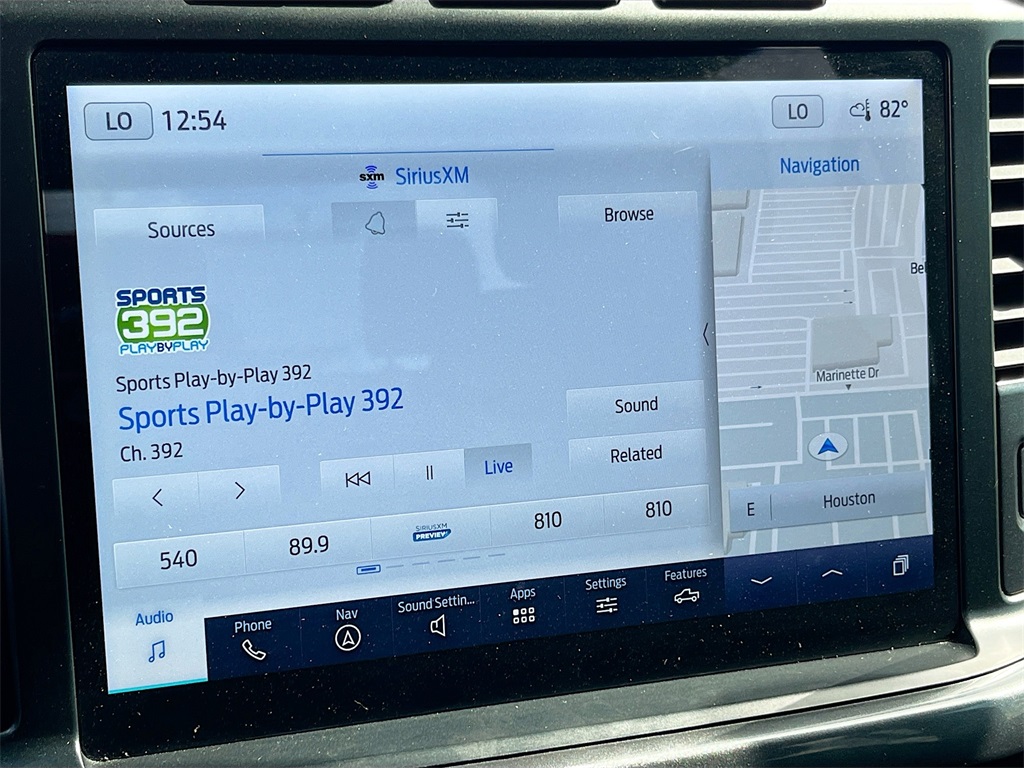 LO 12:54
LO 82°
sxm SiriusXM
Navigation
Sources
Browse
SPORTS
392
PLAYBYPLAY
Sports Play-by-Play 392
Sports Play-by-Play 392
Ch. 392
Sound
Related
Live
540
89.9
SIRIUSXM
PREVIEW
810
810
Bel
Marinette Dr
E Houston
Audio
Phone
Nav
Sound Settin...
Apps
Settings
Features